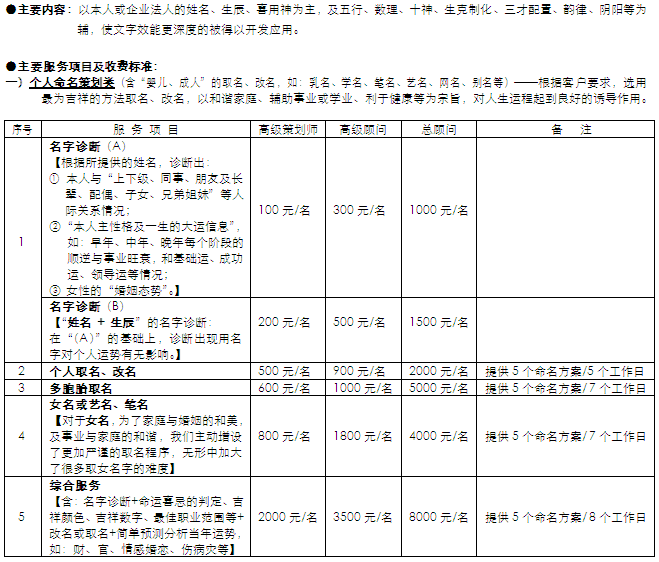 ●主要内容：以本人或企业法人的姓名、生辰、喜用神为主，及五行、数理、十神、生克制化、三才配置、韵律、阴阳等为
辅，使文字效能更深度的被得以开发应用。
●主要服务项目及收费标准：
一）个人命名策划类（含“婴儿、成人”的取名、改名，如：乳名、学名、笔名、艺名、网名、别名等）——根据客户要求，选用
最为吉祥的方法取名、改名，以和谐家庭、辅助事业或学业、利于健康等为宗旨，对人生运程起到良好的诱导作用。
序号 服 务 项 目 高级策划师 高级顾问 总顾问 备 注
1
名字诊断（A）
【根据所提供的姓名，诊断出：
① 本人与“上下级、同事、朋友及长
辈、配偶、子女、兄弟姐妹”等人
际关系情况；
② “本人主性格及一生的大运信息”，
如：早年、中年、晚年每个阶段的
顺逆与事业旺衰，和基础运、成功
运、领导运等情况；
③ 女性的“婚姻态势”。】
100 元/名 300 元/名 1000 元/名
名字诊断（B）
【“姓名 + 生辰”的名字诊断：
在“（A）”的基础上，诊断出现用名
字对个人运势有无影响。】
200 元/名 500 元/名 1500 元/名
2 个人取名、改名 500 元/名 900 元/名 2000 元/名 提供 5 个命名方案/5 个工作日
3 多胞胎取名 600 元/名 1000 元/名 5000 元/名 提供 5 个命名方案/7 个工作日
4
女名或艺名、笔名
【对于女名，为了家庭与婚姻的和美，
及事业与家庭的和谐，我们主动增设
了更加严谨的取名程序，无形中加大
了很多取女名字的难度】
800 元/名 1800 元/名 4000 元/名 提供 5 个命名方案/7 个工作日
5
综合服务
【含：名字诊断+命运喜忌的判定、吉
祥颜色、吉祥数字、最佳职业范围等+
改名或取名+简单预测分析当年运势，
如：财、官、情感婚恋、伤病灾等】
2000 元/名 3500 元/名 8000 元/名 提供 5 个命名方案/8 个工作日